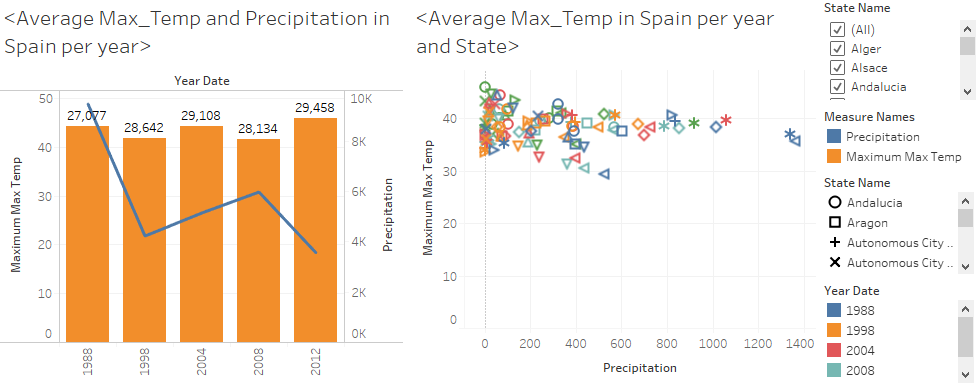 <Average Max_Temp and Precipitation in
Spain per year>
Year Date
50
40
30
20
10
0
Maximum Max Temp
27,077
28,642
29,108
28,134
29,458
10K
8K
6K
4K
2K
0K
Precipitation
1988
1998
2004
2008
2012
<Average Max_Temp in Spain per year
and State>
40
30
20
10
0
Maximum Max Temp
0
200
400
600
800
1000
1200
1400
Precipitation
State Name
(All)
Alger
Alsace
Andalucia
Measure Names
Precipitation
Maximum Max Temp
State Name
Andalucia
Aragon
Autonomous City ..
Autonomous City ..
Year Date
1988
1998
2004
2008